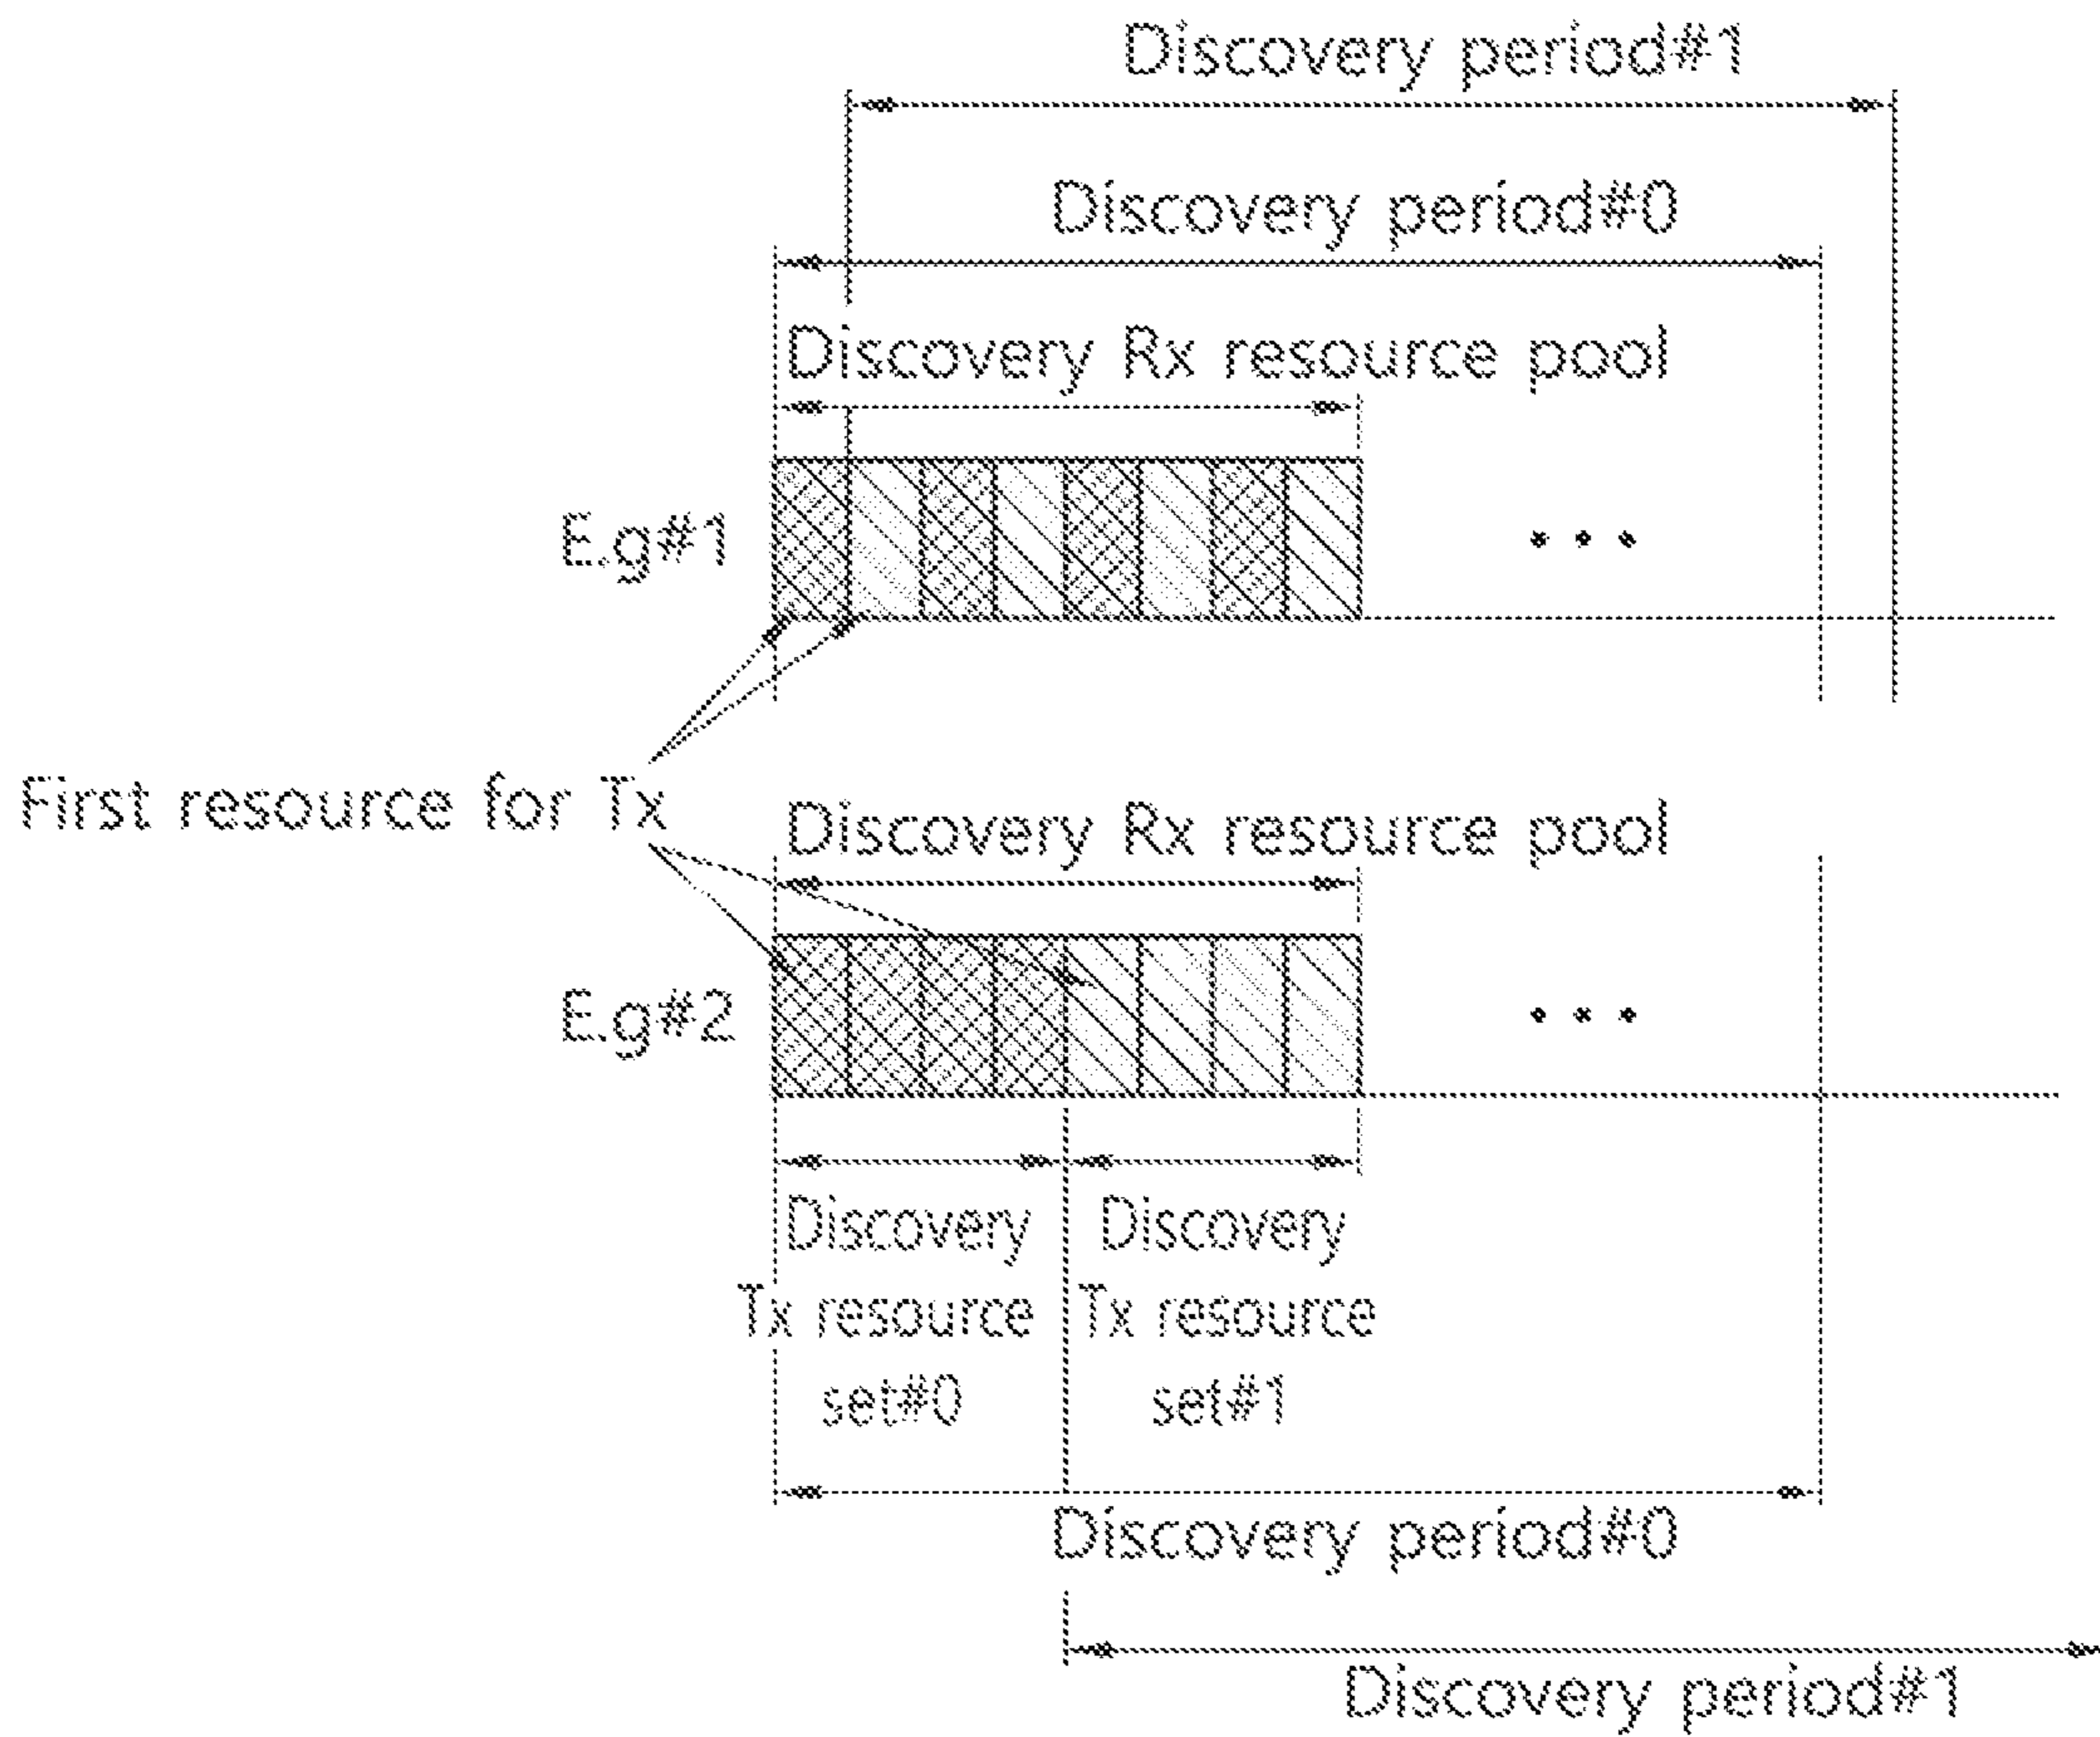 Discovery period#1
Discovery period#0
Discovery Rx resource pool
E.g#1
...
First resource for Tx
Discovery Rx resource pool
E.g#2
...
Discovery Discovery
Tx resource Tx resource
set#0 set#1
Discovery period#0
Discovery period#1